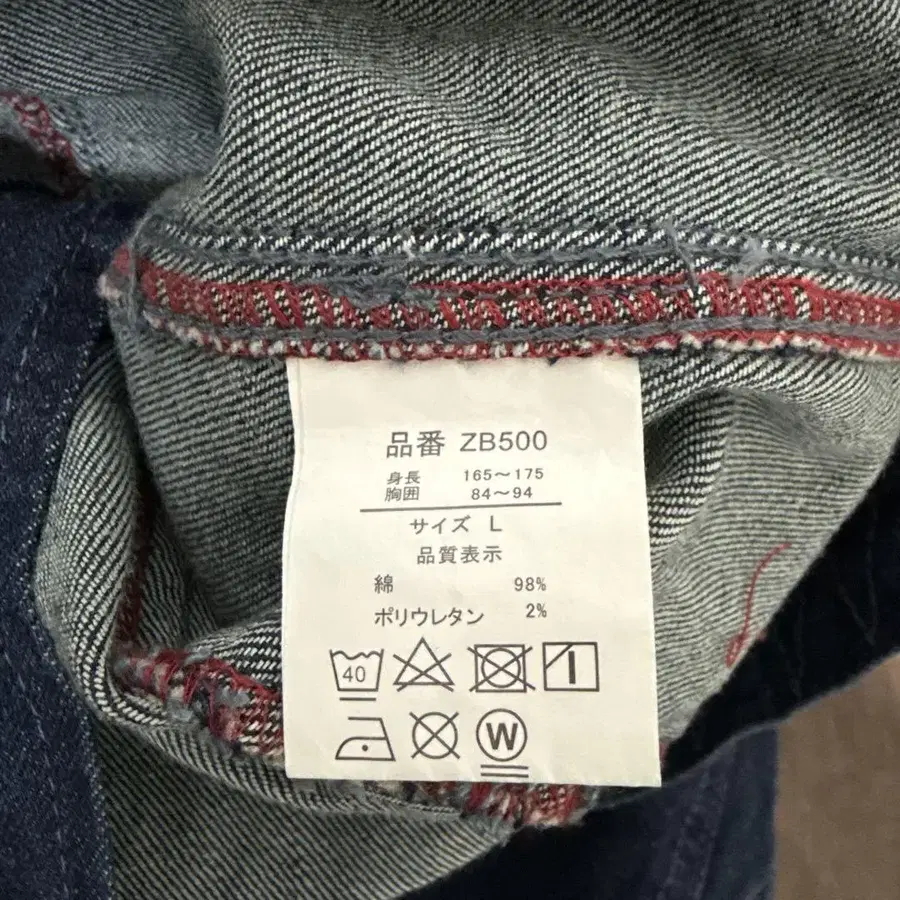 品番 ZB500
身長 165～175
胸囲 84～94
サイズ L
品質表示
綿 98%
ポリウレタン 2%
40
W